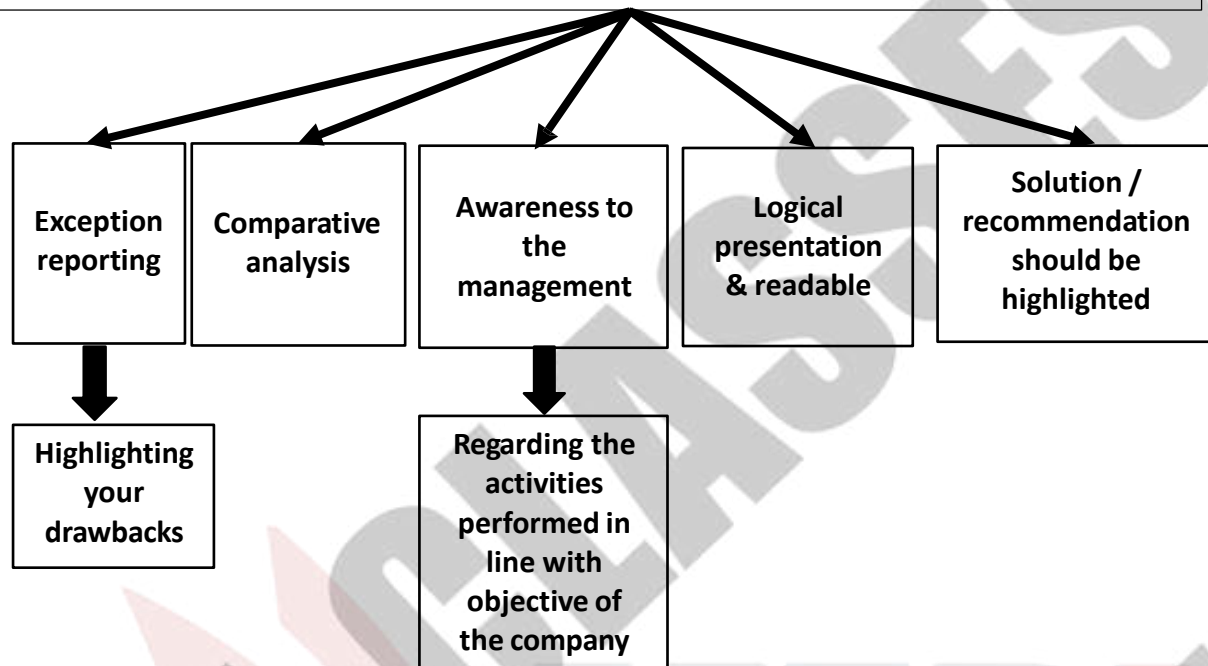 Exception
reporting
Comparative
analysis
Awareness to
the
management
Logical
presentation
& readable
Solution /
recommendation
should be
highlighted
Highlighting
your
drawbacks
Regarding the
activities
performed in
line with
objective of
the company
CLASSES